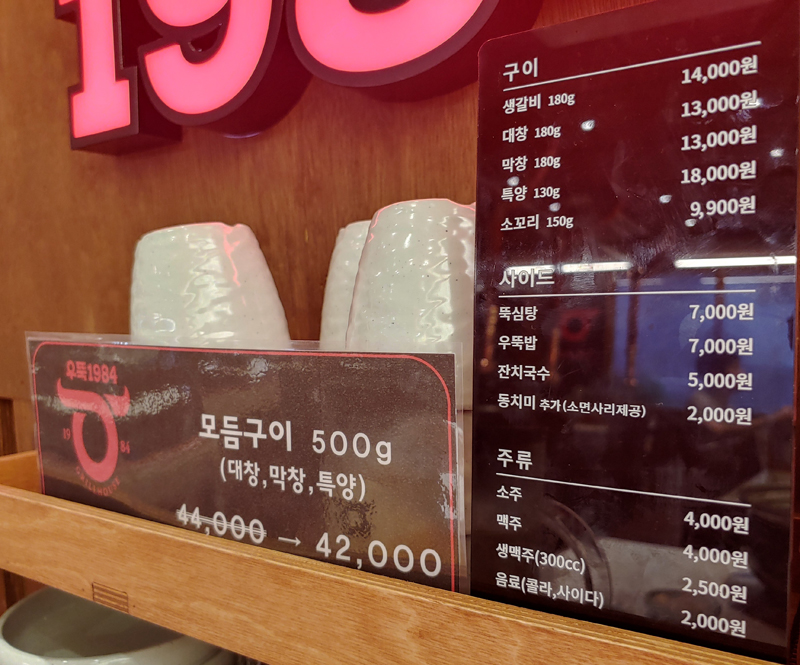 198
우뚝1984
19 84
GRILLHOUSE
모듬구이 500g
(대창,막창,특양)
44,000 → 42,000
구이
생갈비 180g 14,000원
대창 180g 13,000원
막창 180g 13,000원
특양 130g 18,000원
소꼬리 150g 9,900원
사이드
뚝심탕 7,000원
우뚝밥 7,000원
잔치국수 5,000원
동치미 추가(소면사리제공) 2,000원
주류
소주 4,000원
맥주 4,000원
생맥주(300cc) 2,500원
음료(콜라,사이다) 2,000원